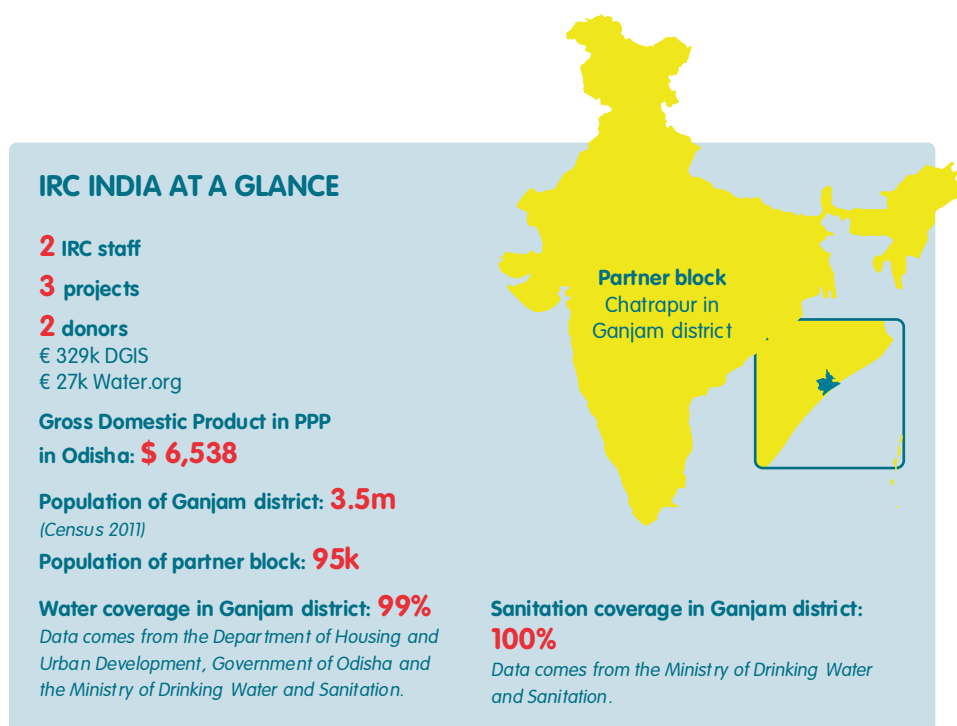 IRC INDIA AT A GLANCE
2 IRC staff
3 projects
2 donors
€ 329k DGIS
€ 27k Water.org
Gross Domestic Product in PPP
in Odisha: $ 6,538
Population of Ganjam district: 3.5m
(Census 2011)
Population of partner block: 95k
Water coverage in Ganjam district: 99%
Data comes from the Department of Housing and
Urban Development, Government of Odisha and
the Ministry of Drinking Water and Sanitation.
Partner block
Chatrapur in
Ganjam district
Sanitation coverage in Ganjam district:
100%
Data comes from the Ministry of Drinking Water
and Sanitation.